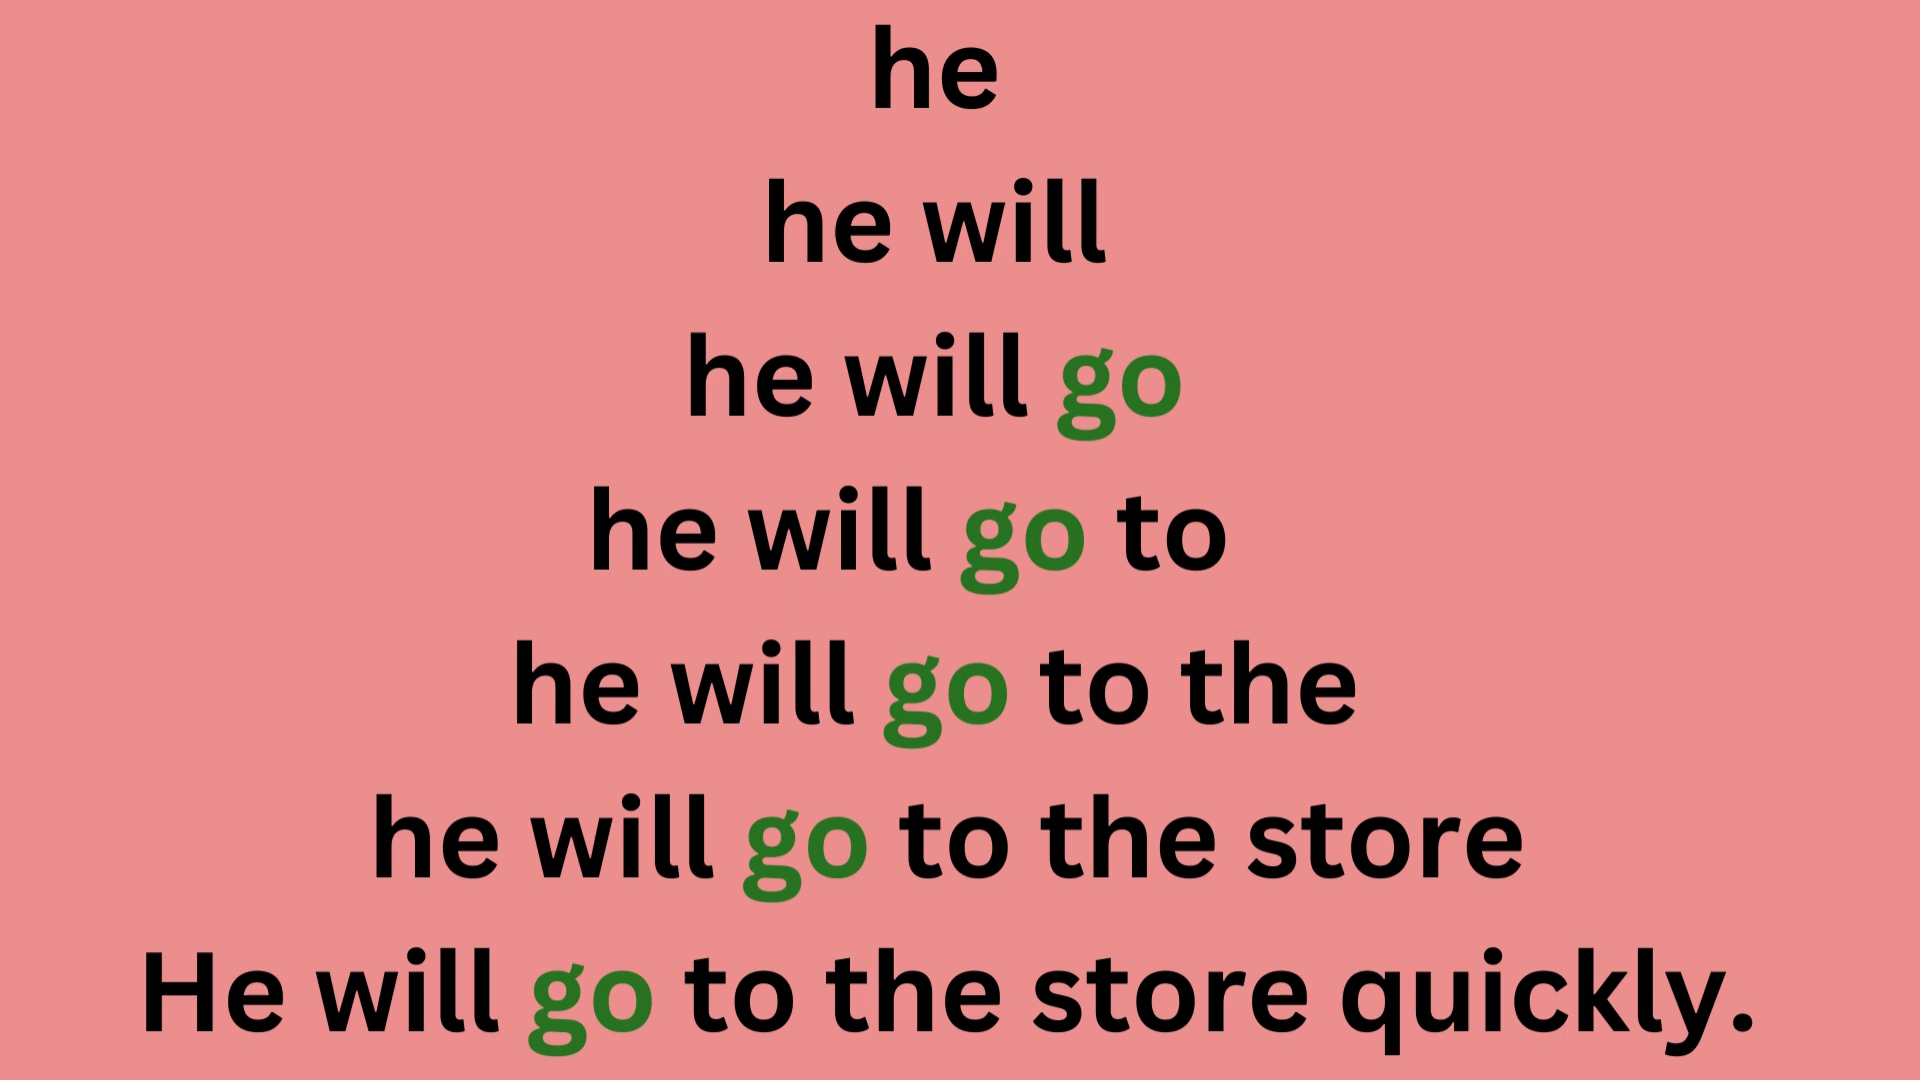 he
he will
he will go
he will go to
he will go to the
he will go to the store
He will go to the store quickly.